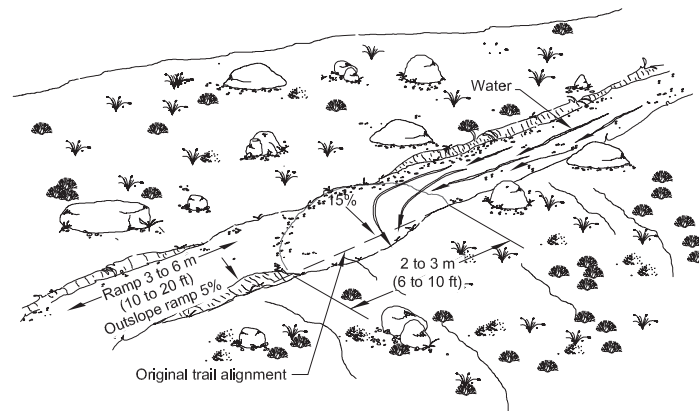 Water
15%
Ramp 3 to 6 m
(10 to 20 ft)
Outslope ramp 5%
2 to 3 m
(6 to 10 ft)
Original trail alignment